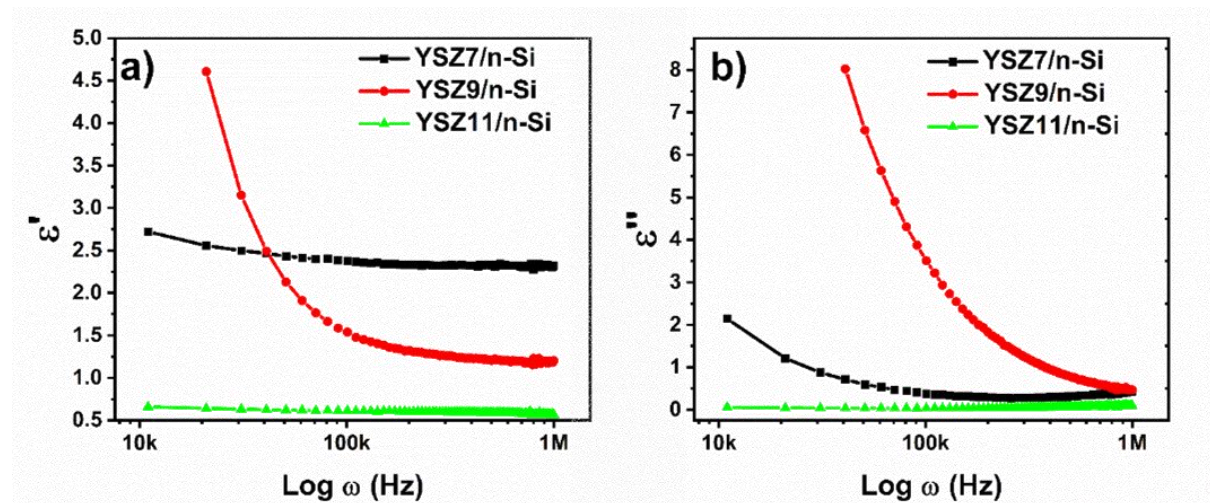 a)
YSZ7/n-Si
YSZ9/n-Si
YSZ11/n-Si
5.0
4.5
4.0
3.5
3.0
2.5
2.0
1.5
1.0
0.5
ε'
10k 100k 1M
Log ω (Hz)
b)
YSZ7/n-Si
YSZ9/n-Si
YSZ11/n-Si
8
7
6
5
4
3
2
1
0
ε"
10k 100k 1M
Log ω (Hz)